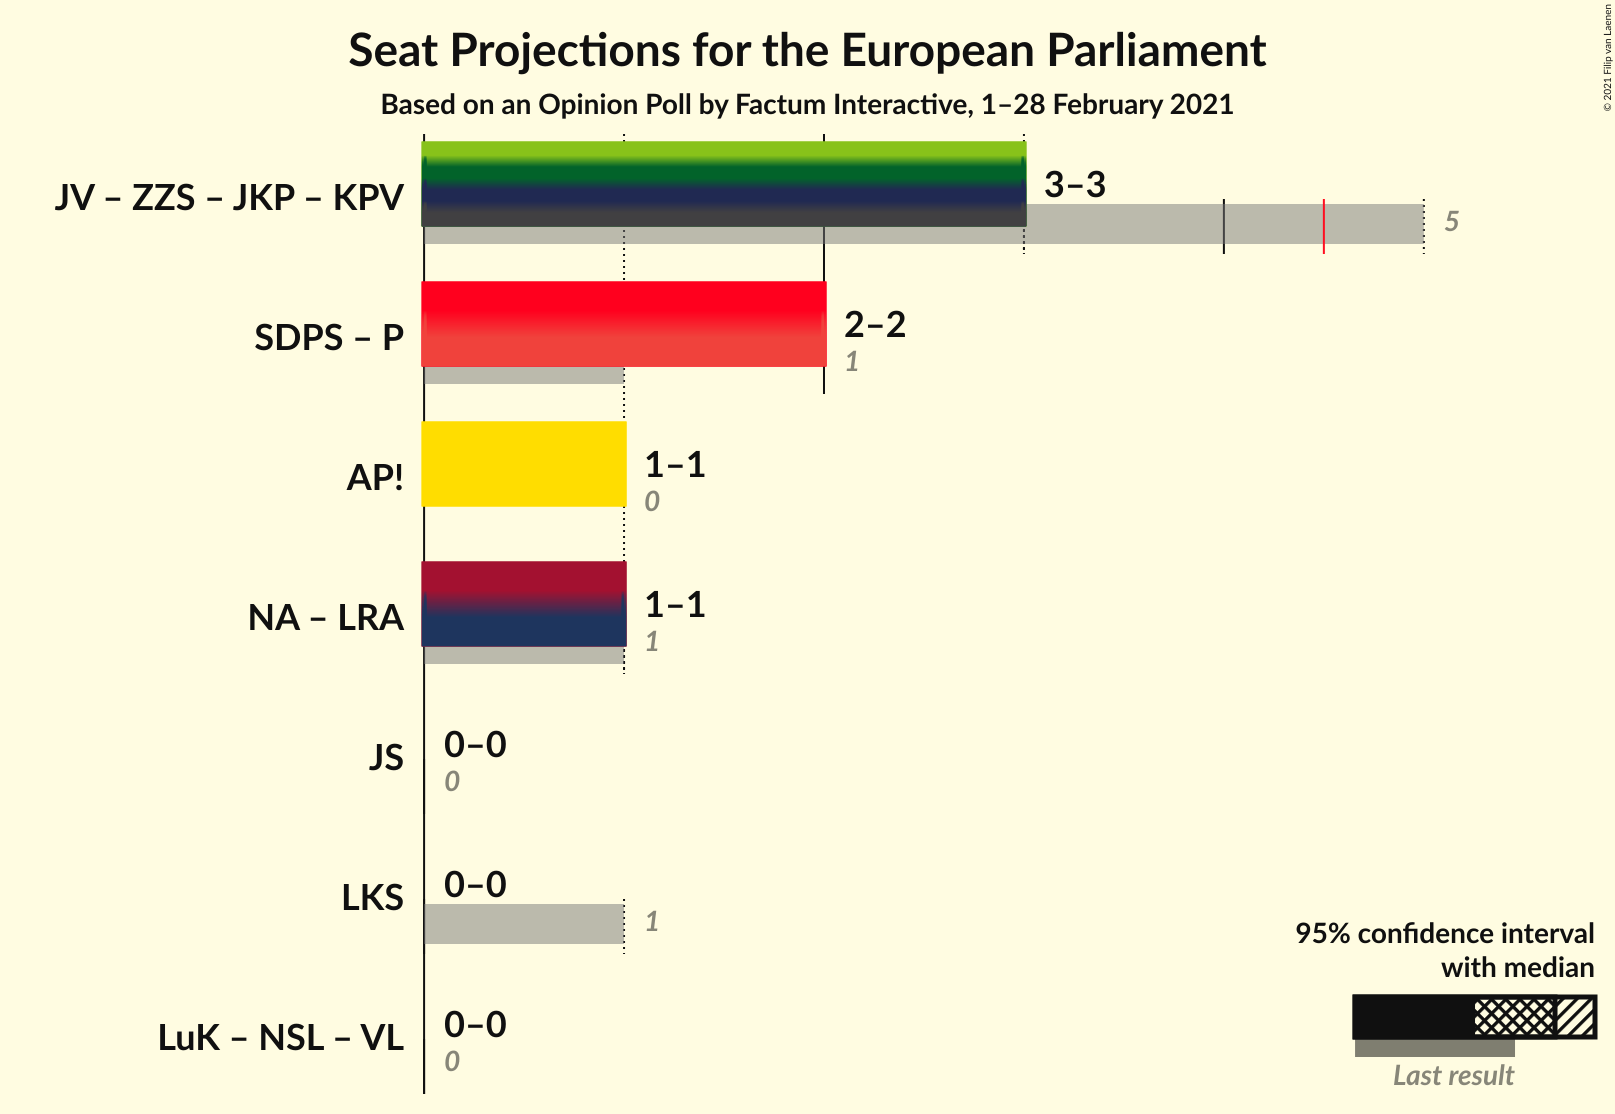 Seat Projections for the European Parliament
Based on an Opinion Poll by Factum Interactive, 1–28 February 2021
© 2021 Filip van Laenen
JV – ZZS – JKP – KPV
3–3
5
SDPS – P
2–2
1
AP!
1–1
0
NA – LRA
1–1
1
JS
0–0
0
LKS
0–0
1
LuK – NSL – VL
0–0
0
95% confidence interval
with median
Last result